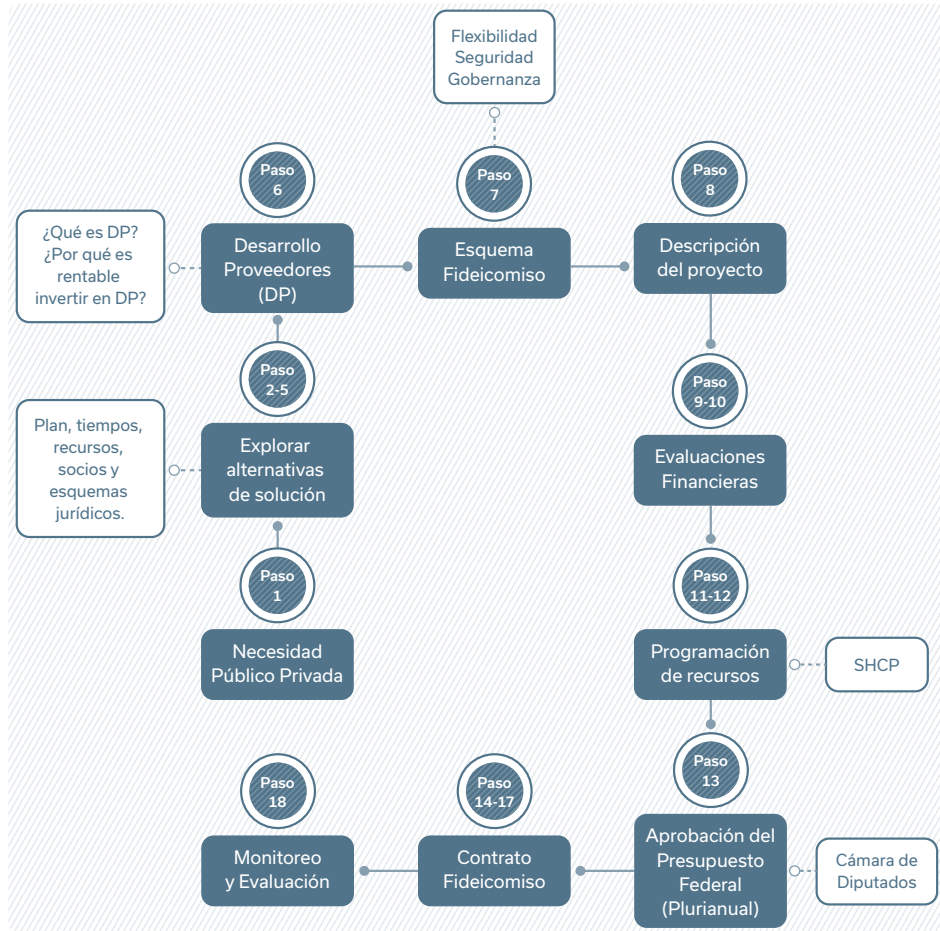 Flexibilidad
Seguridad
Gobernanza
Paso
6
Paso
7
Paso
8
¿Qué es DP?
¿Por qué es
rentable
invertir en DP?
Desarrollo
Proveedores
(DP)
Esquema
Fideicomiso
Descripción
del proyecto
Paso
2-5
Paso
9-10
Plan, tiempos,
recursos,
socios y
esquemas
jurídicos.
Explorar
alternativas
de solución
Evaluaciones
Financieras
Paso
1
Paso
11-12
Necesidad
Público Privada
Programación
de recursos
SHCP
Paso
18
Paso
14-17
Paso
13
Monitoreo
y Evaluación
Contrato
Fideicomiso
Aprobación del
Presupuesto
Federal
(Plurianual)
Cámara de
Diputados